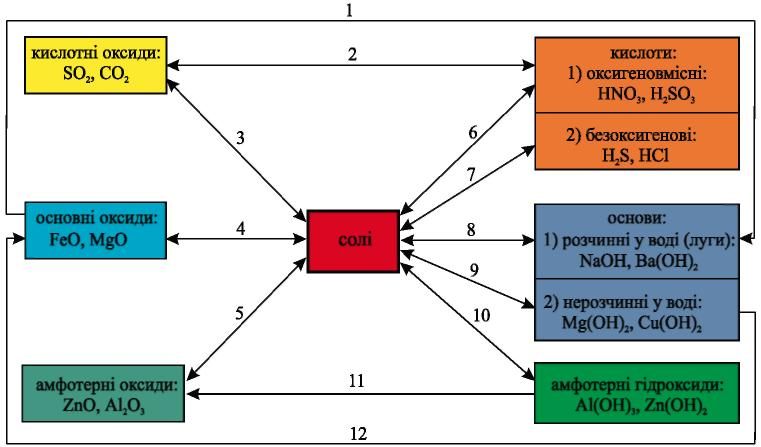 1
кислотні оксиди:
SO₂, CO₂
2
кислоти:
1) оксигеновмісні:
HNO₃, H₂SO₃
2) безоксигенові:
H₂S, HCl
3
6
7
основні оксиди:
FeO, MgO
4
солі
8
основи:
1) розчинні у воді (луги):
NaOH, Ba(OH)₂
9
2) нерозчинні у воді:
Mg(OH)₂, Cu(OH)₂
5
10
амфотерні оксиди:
ZnO, Al₂O₃
11
амфотерні гідроксиди:
Al(OH)₃, Zn(OH)₂
12